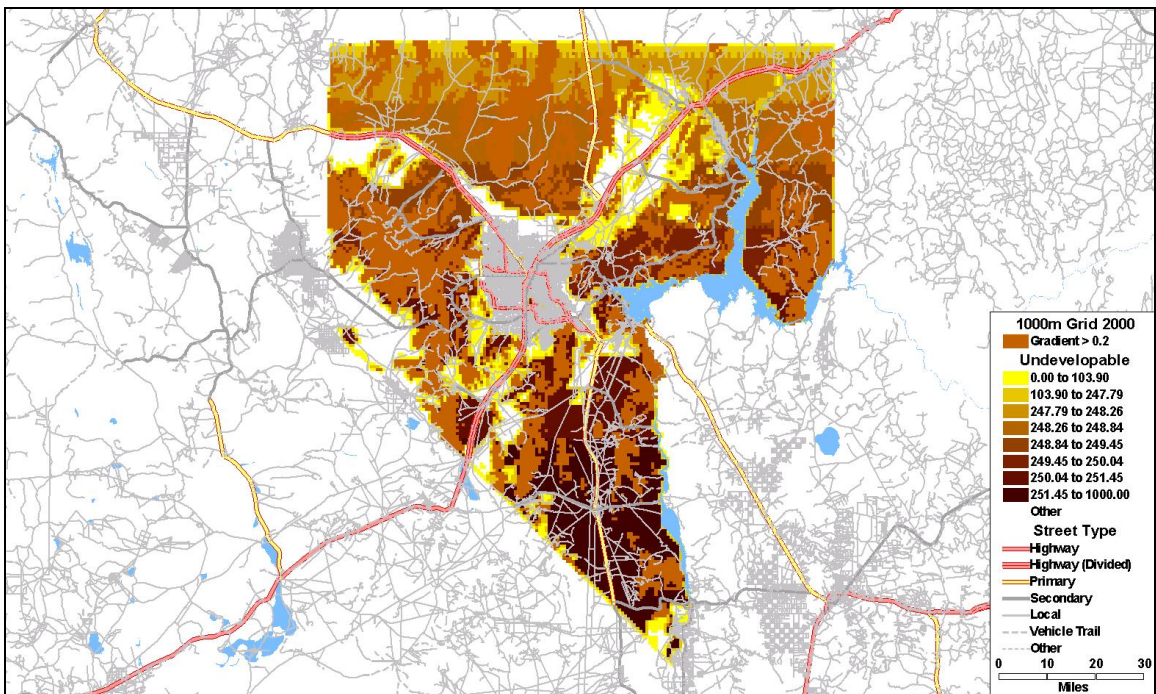 1000m Grid 2000
Gradient > 0.2
Undevelopable
0.00 to 103.90
103.90 to 247.79
247.79 to 248.26
248.26 to 248.84
248.84 to 249.45
249.45 to 250.04
250.04 to 251.45
251.45 to 1000.00
Other
Street Type
Highway
Highway (Divided)
Primary
Secondary
Local
Vehicle Trail
Other
0 10 20 30
Miles